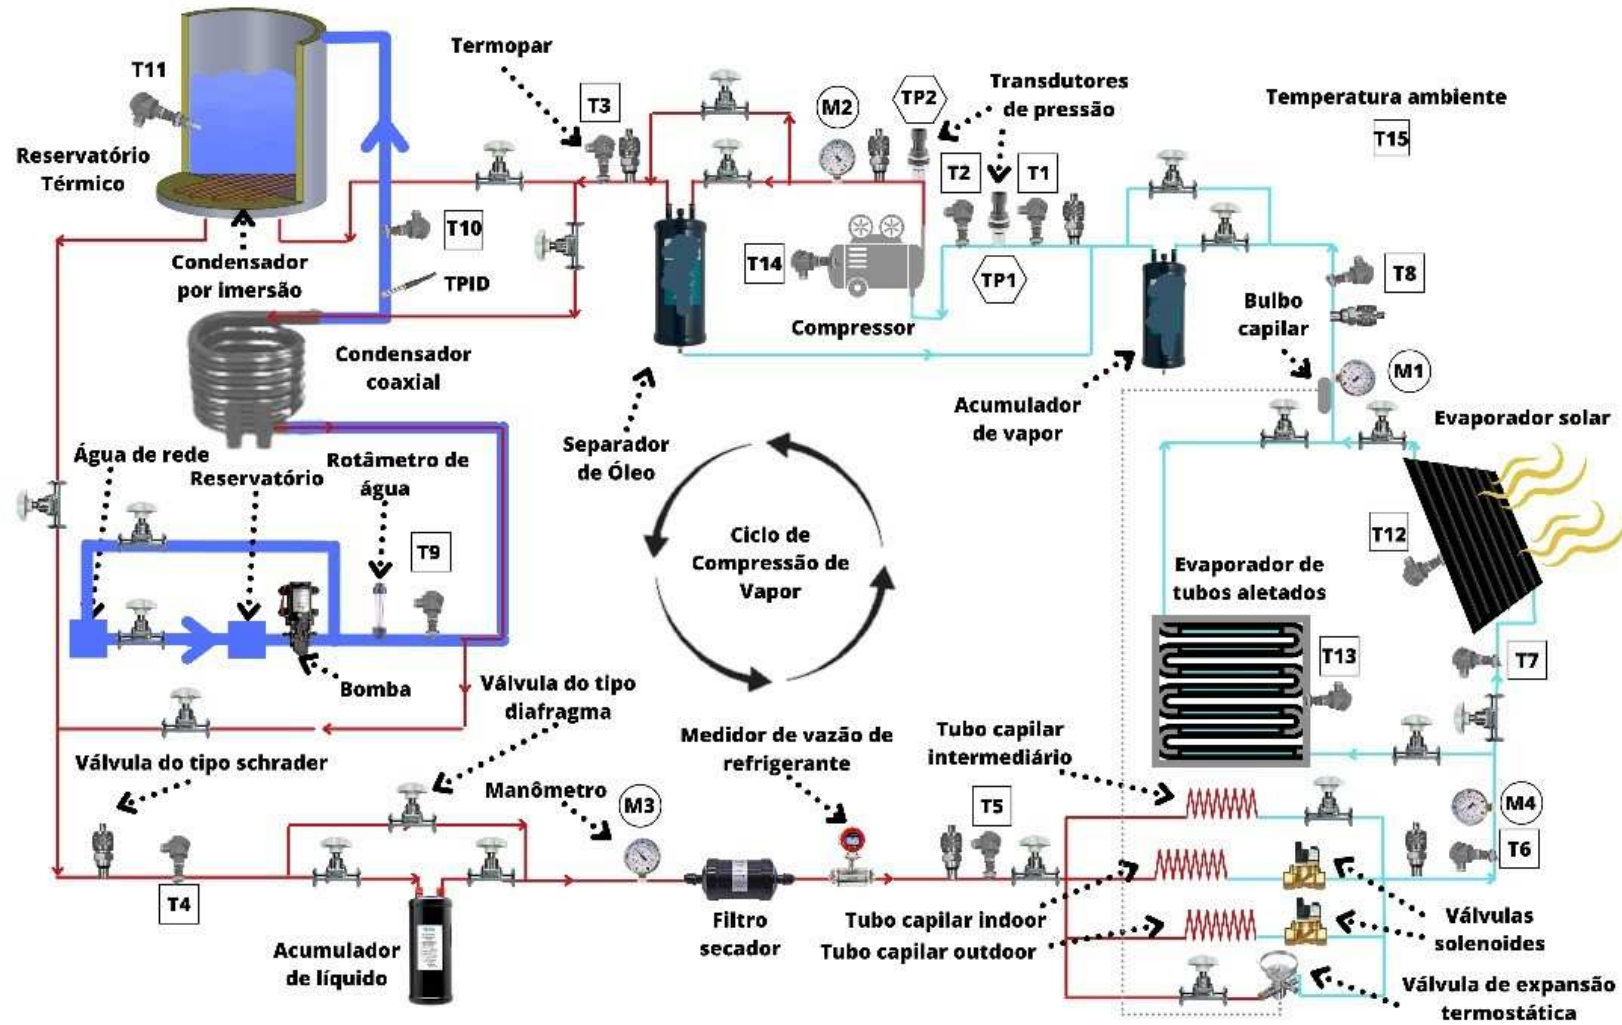 Termopar
T11
T3
M2
TP2
Transdutores
de pressão
Temperatura ambiente
T15
Reservatório
Térmico
T2
T1
T10
Condensador
por imersão
TPID
T14
TP1
T8
Compressor
Bulbo
capilar
Condensador
coaxial
M1
Separador
de Óleo
Acumulador
de vapor
Evaporador solar
Água de rede
Reservatório
Rotâmetro de
água
T9
Ciclo de
Compressão de
Vapor
T12
Evaporador de
tubos aletados
T13
T7
Bomba
Válvula do tipo
diafragma
Válvula do tipo schrader
Manômetro
M3
Medidor de vazão de
refrigerante
Tubo capilar
intermediário
T5
M4
T6
T4
Filtro
secador
Tubo capilar indoor
Tubo capilar outdoor
Válvulas
solenoides
Acumulador
de líquido
Válvula de expansão
termostática